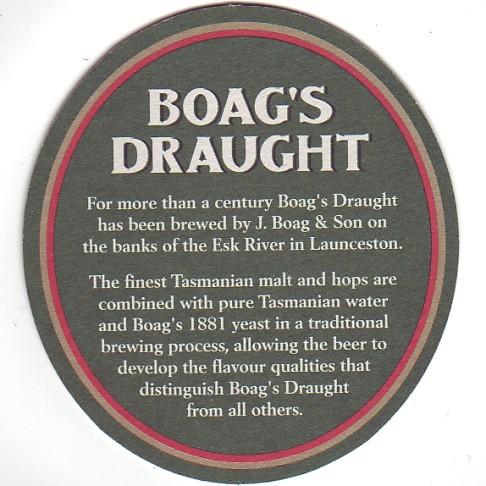 BOAG'S
DRAUGHT
For more than a century Boag's Draught
has been brewed by J. Boag & Son on
the banks of the Esk River in Launceston.
The finest Tasmanian malt and hops are
combined with pure Tasmanian water
and Boag's 1881 yeast in a traditional
brewing process, allowing the beer to
develop the flavour qualities that
distinguish Boag's Draught
from all others.